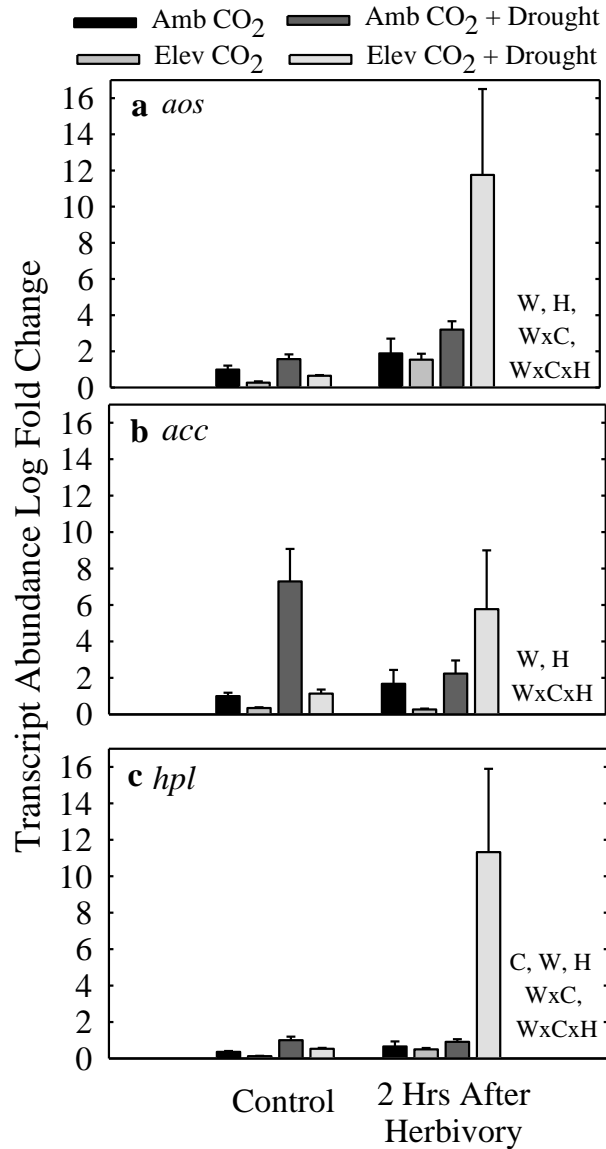 Amb CO2 Amb CO2 + Drought
Elev CO2 Elev CO2 + Drought
Transcript Abundance Log Fold Change
a aos
16
14
12
10
8
6
4
2
0
W, H,
WxC,
WxCxH
b acc
16
14
12
10
8
6
4
2
0
W, H
WxCxH
c hpl
16
14
12
10
8
6
4
2
0
C, W, H
WxC,
WxCxH
Control
2 Hrs After
Herbivory